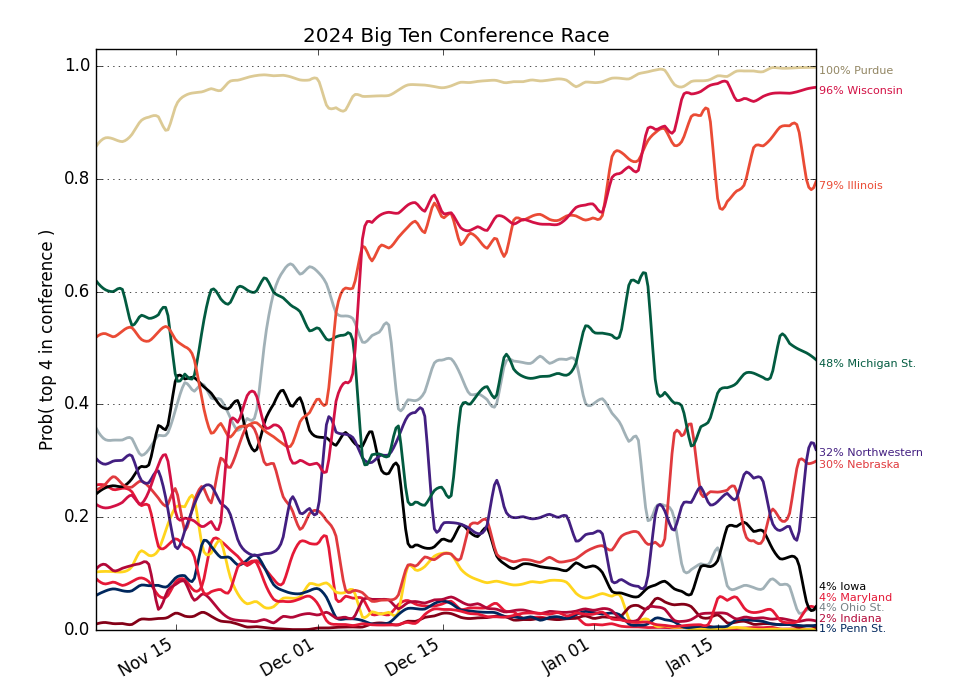 2024 Big Ten Conference Race
Prob( top 4 in conference )
1.0
0.8
0.6
0.4
0.2
0.0
Nov 15
Dec 01
Dec 15
Jan 01
Jan 15
100% Purdue
96% Wisconsin
79% Illinois
48% Michigan St.
32% Northwestern
30% Nebraska
4% Iowa
4% Maryland
4% Ohio St.
2% Indiana
1% Penn St.